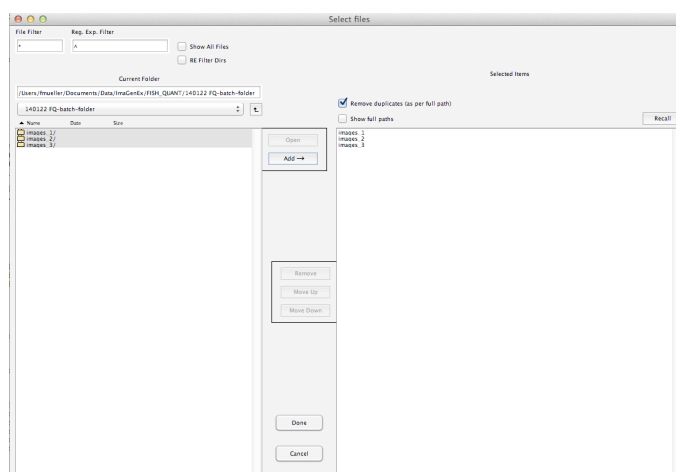 Select files
File Filter
Reg. Exp. Filter
*
^
Show All Files
RE Filter Dirs
Current Folder
/Users/fmueller/Documents/Data/ImaGenEx/FISH_QUANT/140122 FQ-batch-folder
140122 FQ-batch-folder
Name Date Size
images_1/
images_2/
images_3/
Open
Add →
Remove
Move Up
Move Down
Done
Cancel
Selected Items
Remove duplicates (as per full path)
Show full paths
Recall
images_1
images_2
images_3